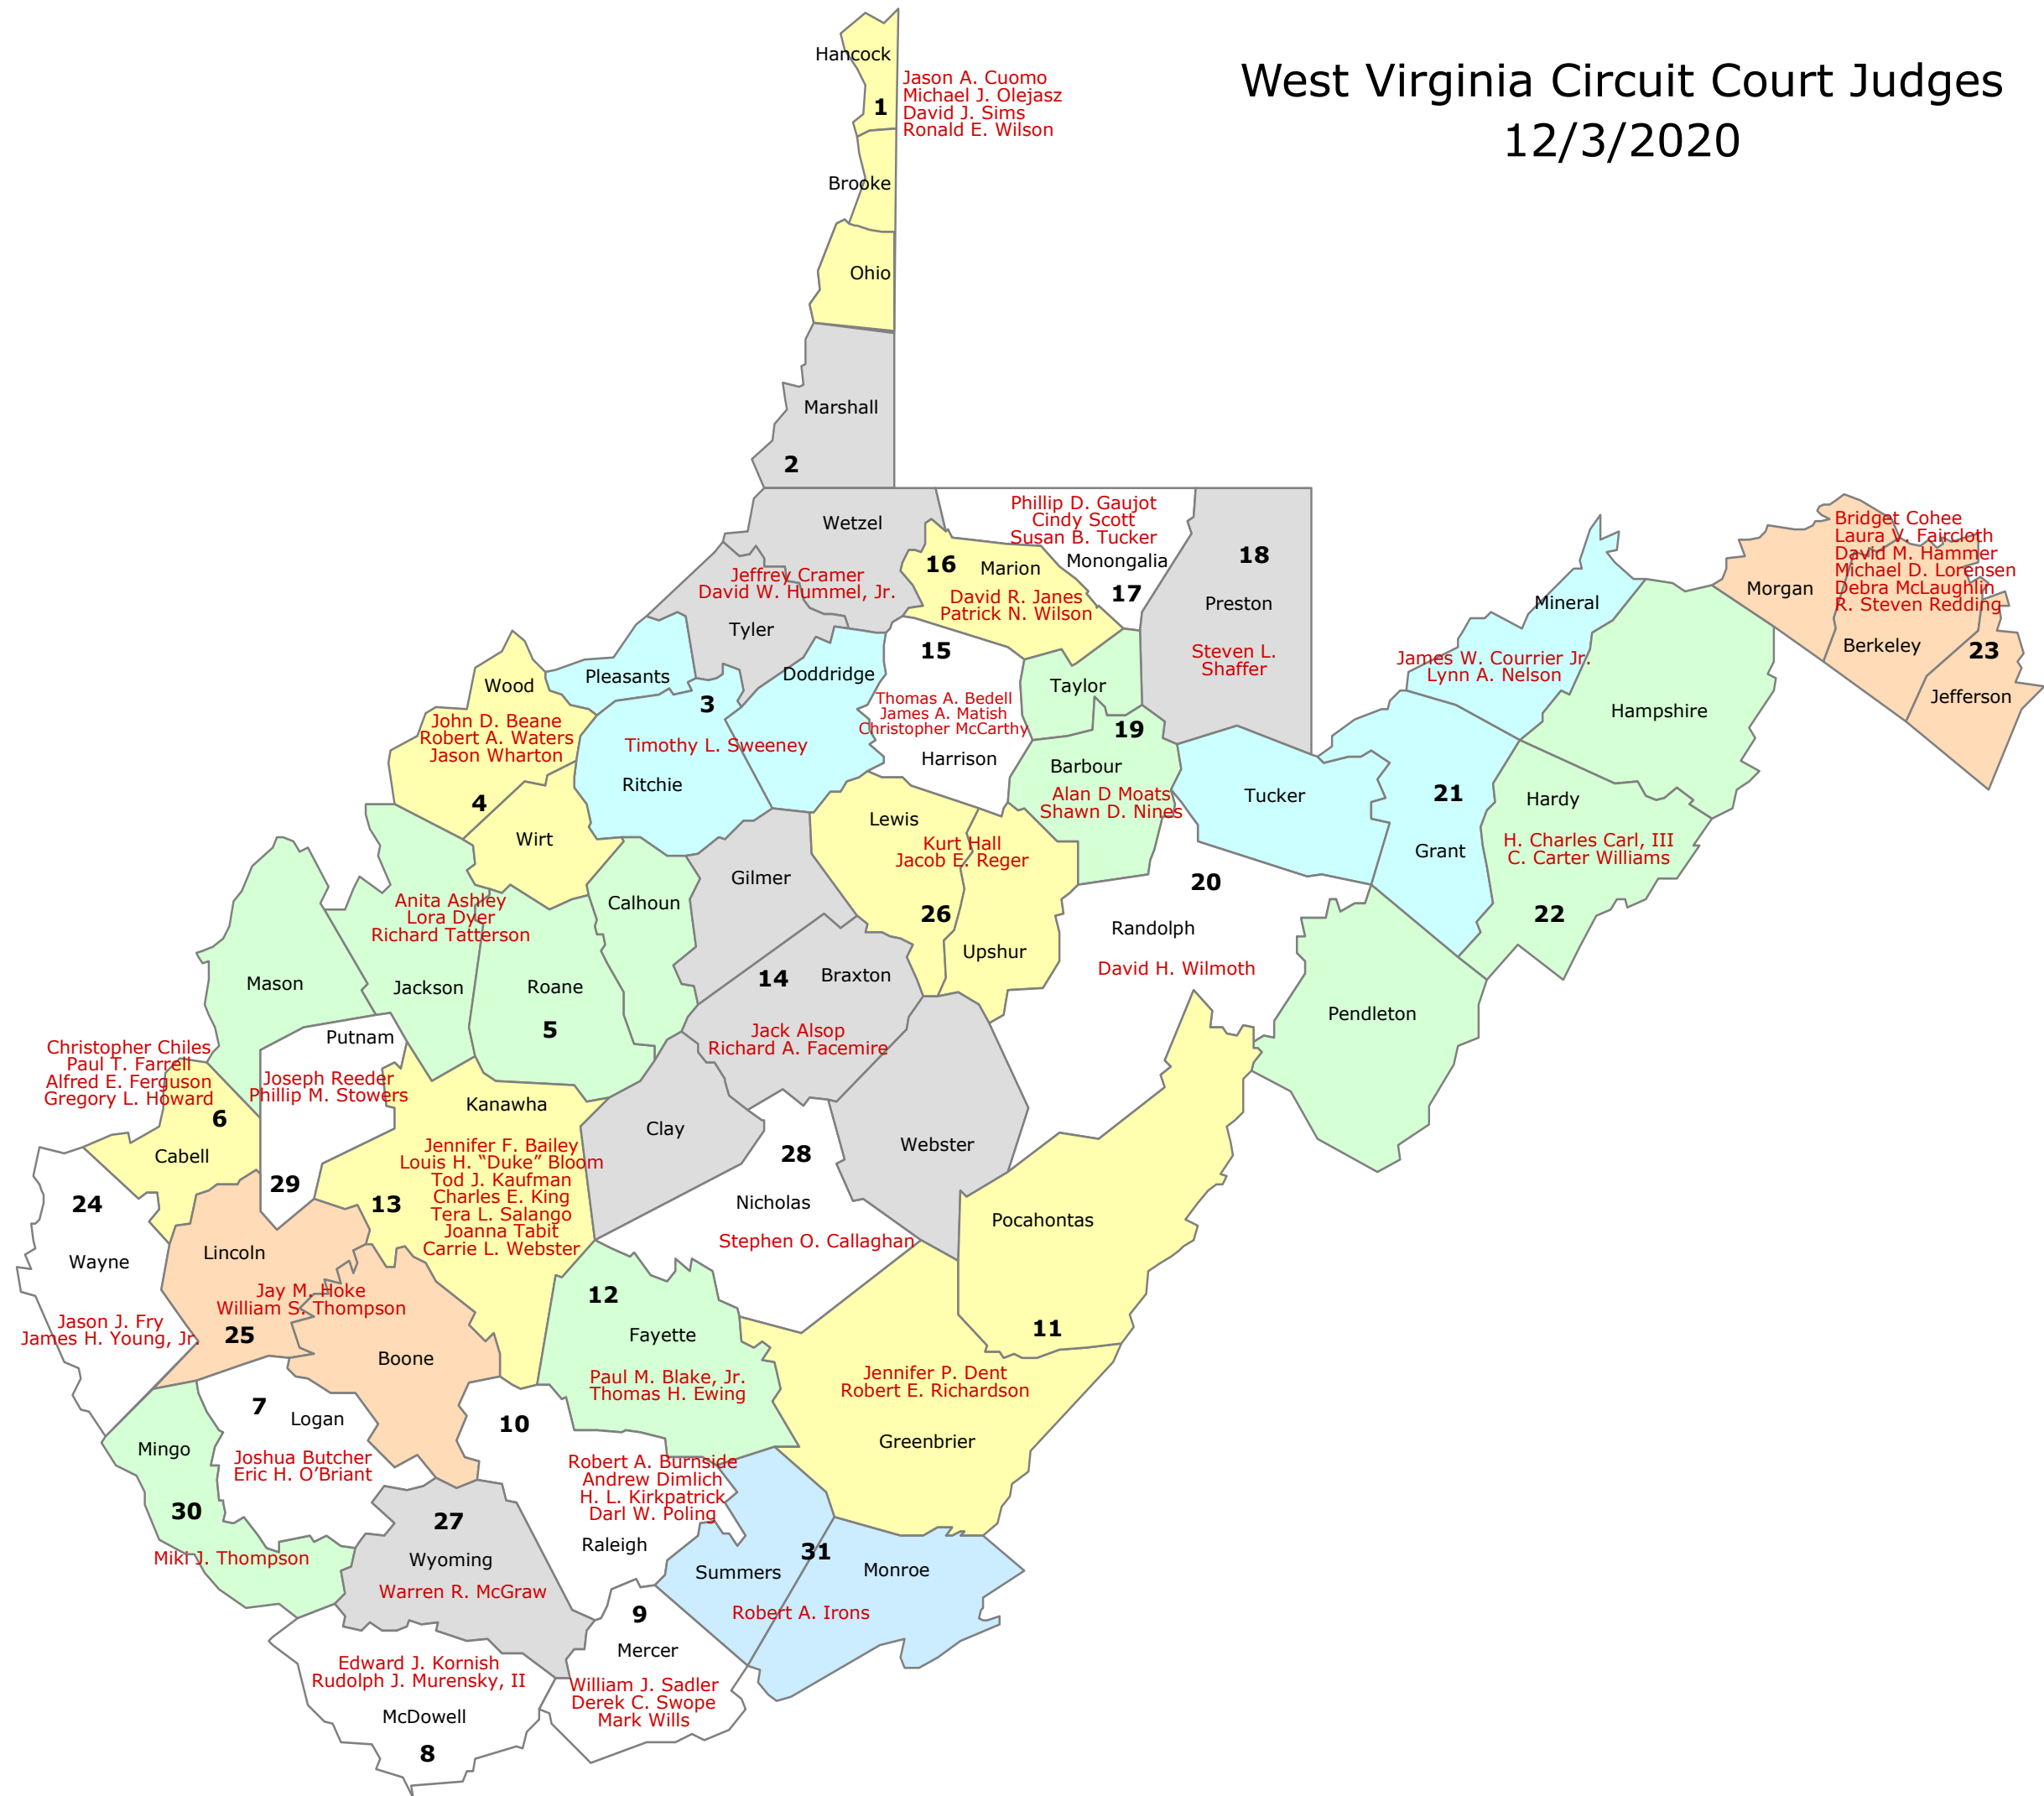 West Virginia Circuit Court Judges
12/3/2020
Hancock
1
Jason A. Cuomo
Michael J. Olejasz
David J. Sims
Ronald E. Wilson
Brooke
Ohio
Marshall
2
Wetzel
Jeffrey Cramer
David W. Hummel, Jr.
Tyler
Phillip D. Gaujot
Cindy Scott
Susan B. Tucker
Monongalia
17
16
Marion
David R. Janes
Patrick N. Wilson
18
Preston
Steven L.
Shaffer
Bridget Cohee
Laura V. Faircloth
David M. Hammer
Michael D. Lorensen
Debra McLaughlin
R. Steven Redding
Morgan
Berkeley
23
Jefferson
Mineral
James W. Courrier Jr.
Lynn A. Nelson
Hampshire
Pleasants
3
Doddridge
Timothy L. Sweeney
Ritchie
Wood
John D. Beane
Robert A. Waters
Jason Wharton
4
Wirt
15
Thomas A. Bedell
James A. Matish
Christopher McCarthy
Harrison
Taylor
19
Barbour
Alan D Moats
Shawn D. Nines
Tucker
21
Grant
Hardy
H. Charles Carl, III
C. Carter Williams
22
Lewis
Kurt Hall
Jacob E. Reger
26
Upshur
20
Randolph
David H. Wilmoth
Pendleton
Gilmer
Calhoun
Anita Ashley
Lora Dyer
Richard Tatterson
Jackson
Roane
5
Mason
14
Braxton
Jack Alsop
Richard A. Facemire
Clay
Webster
Putnam
Joseph Reeder
Phillip M. Stowers
29
Christopher Chiles
Paul T. Farrell
Alfred E. Ferguson
Gregory L. Howard
6
Cabell
Kanawha
Jennifer F. Bailey
Louis H. “Duke” Bloom
Tod J. Kaufman
Charles E. King
Tera L. Salango
Joanna Tabit
Carrie L. Webster
13
28
Nicholas
Stephen O. Callaghan
Pocahontas
11
Jennifer P. Dent
Robert E. Richardson
Greenbrier
24
Wayne
Jason J. Fry
James H. Young, Jr.
Lincoln
Jay M. Hoke
William S. Thompson
25
Boone
12
Fayette
Paul M. Blake, Jr.
Thomas H. Ewing
7
Logan
Joshua Butcher
Eric H. O’Briant
10
Robert A. Burnside
Andrew Dimlich
H. L. Kirkpatrick
Darl W. Poling
Raleigh
Mingo
30
Miki J. Thompson
27
Wyoming
Warren R. McGraw
31
Summers
Monroe
Robert A. Irons
9
Mercer
William J. Sadler
Derek C. Swope
Mark Wills
Edward J. Kornish
Rudolph J. Murensky, II
McDowell
8